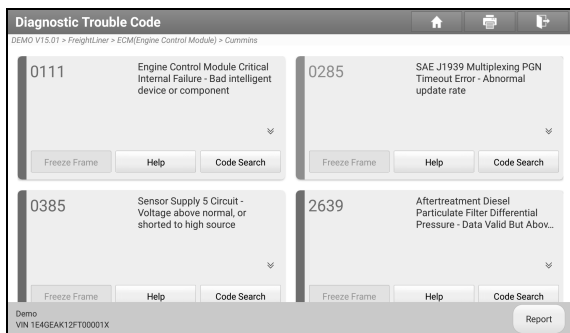 Diagnostic Trouble Code
DEMO V15.01 > FreightLiner > ECM(Engine Control Module) > Cummins
0111
Engine Control Module Critical
Internal Failure - Bad intelligent
device or component
Freeze Frame
Help
Code Search
0285
SAE J1939 Multiplexing PGN
Timeout Error - Abnormal
update rate
Freeze Frame
Help
Code Search
0385
Sensor Supply 5 Circuit -
Voltage above normal, or
shorted to high source
Freeze Frame
Help
Code Search
2639
Aftertreatment Diesel
Particulate Filter Differential
Pressure - Data Valid But Abov...
Freeze Frame
Help
Code Search
Demo
VIN 1E4GEAK12FT00001X
Report